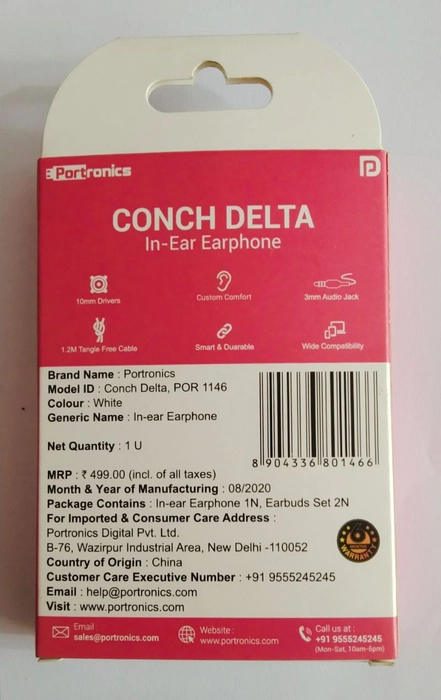 Portronics
CONCH DELTA
In-Ear Earphone
10mm Drivers
Custom Comfort
3mm Audio Jack
1.2M Tangle Free Cable
Smart & Duarable
Wide Compatibility
Brand Name : Portronics
Model ID : Conch Delta, POR 1146
Colour : White
Generic Name : In-ear Earphone
Net Quantity : 1 U
8 904336 801466
MRP : ₹ 499.00 (incl. of all taxes)
Month & Year of Manufacturing : 08/2020
Package Contains : In-ear Earphone 1N, Earbuds Set 2N
For Imported & Consumer Care Address :
Portronics Digital Pvt. Ltd.
B-76, Wazirpur Industrial Area, New Delhi -110052
Country of Origin : China
Customer Care Executive Number : +91 9555245245
Email : help@portronics.com
Visit : www.portronics.com
6
MONTHS
WARRANTY
Email :
sales@portronics.com
Website :
www.portronics.com
Call us at :
+91 9555245245
(Mon-Sat, 10am-6pm)